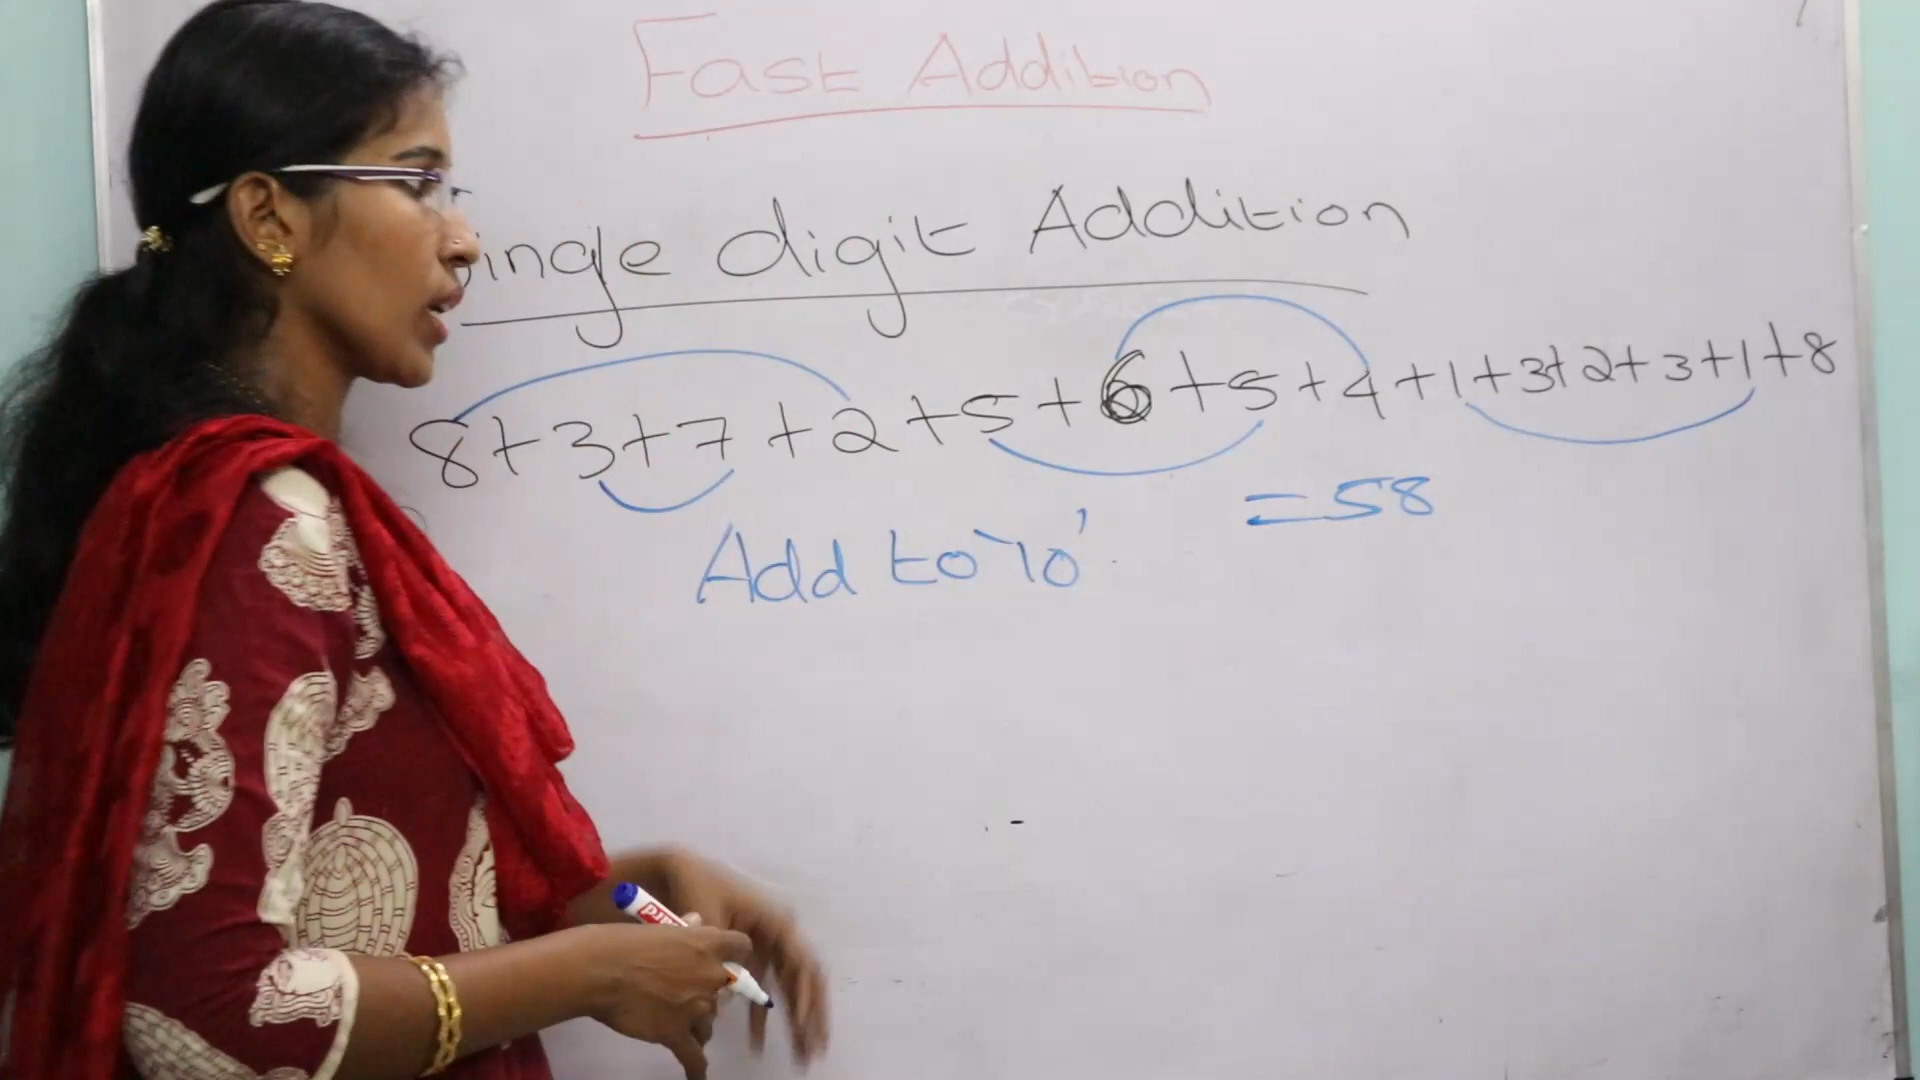 Fast Addition
ingle digit Addition
8+3+7+2+5+6+5+4+1+3+2+3+1+8
=58
Add to '10'